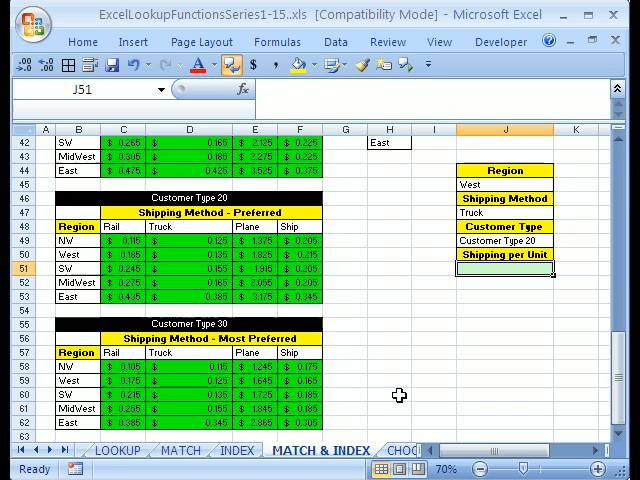 ExcelLookupFunctionsSeries1-15..xls [Compatibility Mode] - Microsoft Excel
Home Insert Page Layout Formulas Data Review View Developer
J51 fx
A B C D E F G H I J K
42 SW $ 0.265 $ 0.165 $ 2.125 $ 0.225 East
43 MidWest $ 0.305 $ 0.185 $ 2.275 $ 0.225
44 East $ 0.425 $ 0.425 $ 3.525 $ 0.375 Region
45 West
46 Customer Type 20 Shipping Method
47 Shipping Method - Preferred Truck
48 Region Rail Truck Plane Ship Customer Type
49 NW $ 0.115 $ 0.125 $ 1.375 $ 0.205 Customer Type 20
50 West $ 0.185 $ 0.135 $ 1.825 $ 0.215 Shipping per Unit
51 SW $ 0.245 $ 0.155 $ 1.915 $ 0.205
52 MidWest $ 0.275 $ 0.165 $ 2.055 $ 0.205
53 East $ 0.435 $ 0.385 $ 3.175 $ 0.345
54
55 Customer Type 30
56 Shipping Method - Most Preferred
57 Region Rail Truck Plane Ship
58 NW $ 0.105 $ 0.115 $ 1.245 $ 0.175
59 West $ 0.175 $ 0.125 $ 1.645 $ 0.165
60 SW $ 0.215 $ 0.135 $ 1.725 $ 0.185
61 MidWest $ 0.255 $ 0.155 $ 1.845 $ 0.185
62 East $ 0.385 $ 0.345 $ 2.865 $ 0.305
63
LOOKUP MATCH INDEX MATCH & INDEX CHOC
Ready 70%